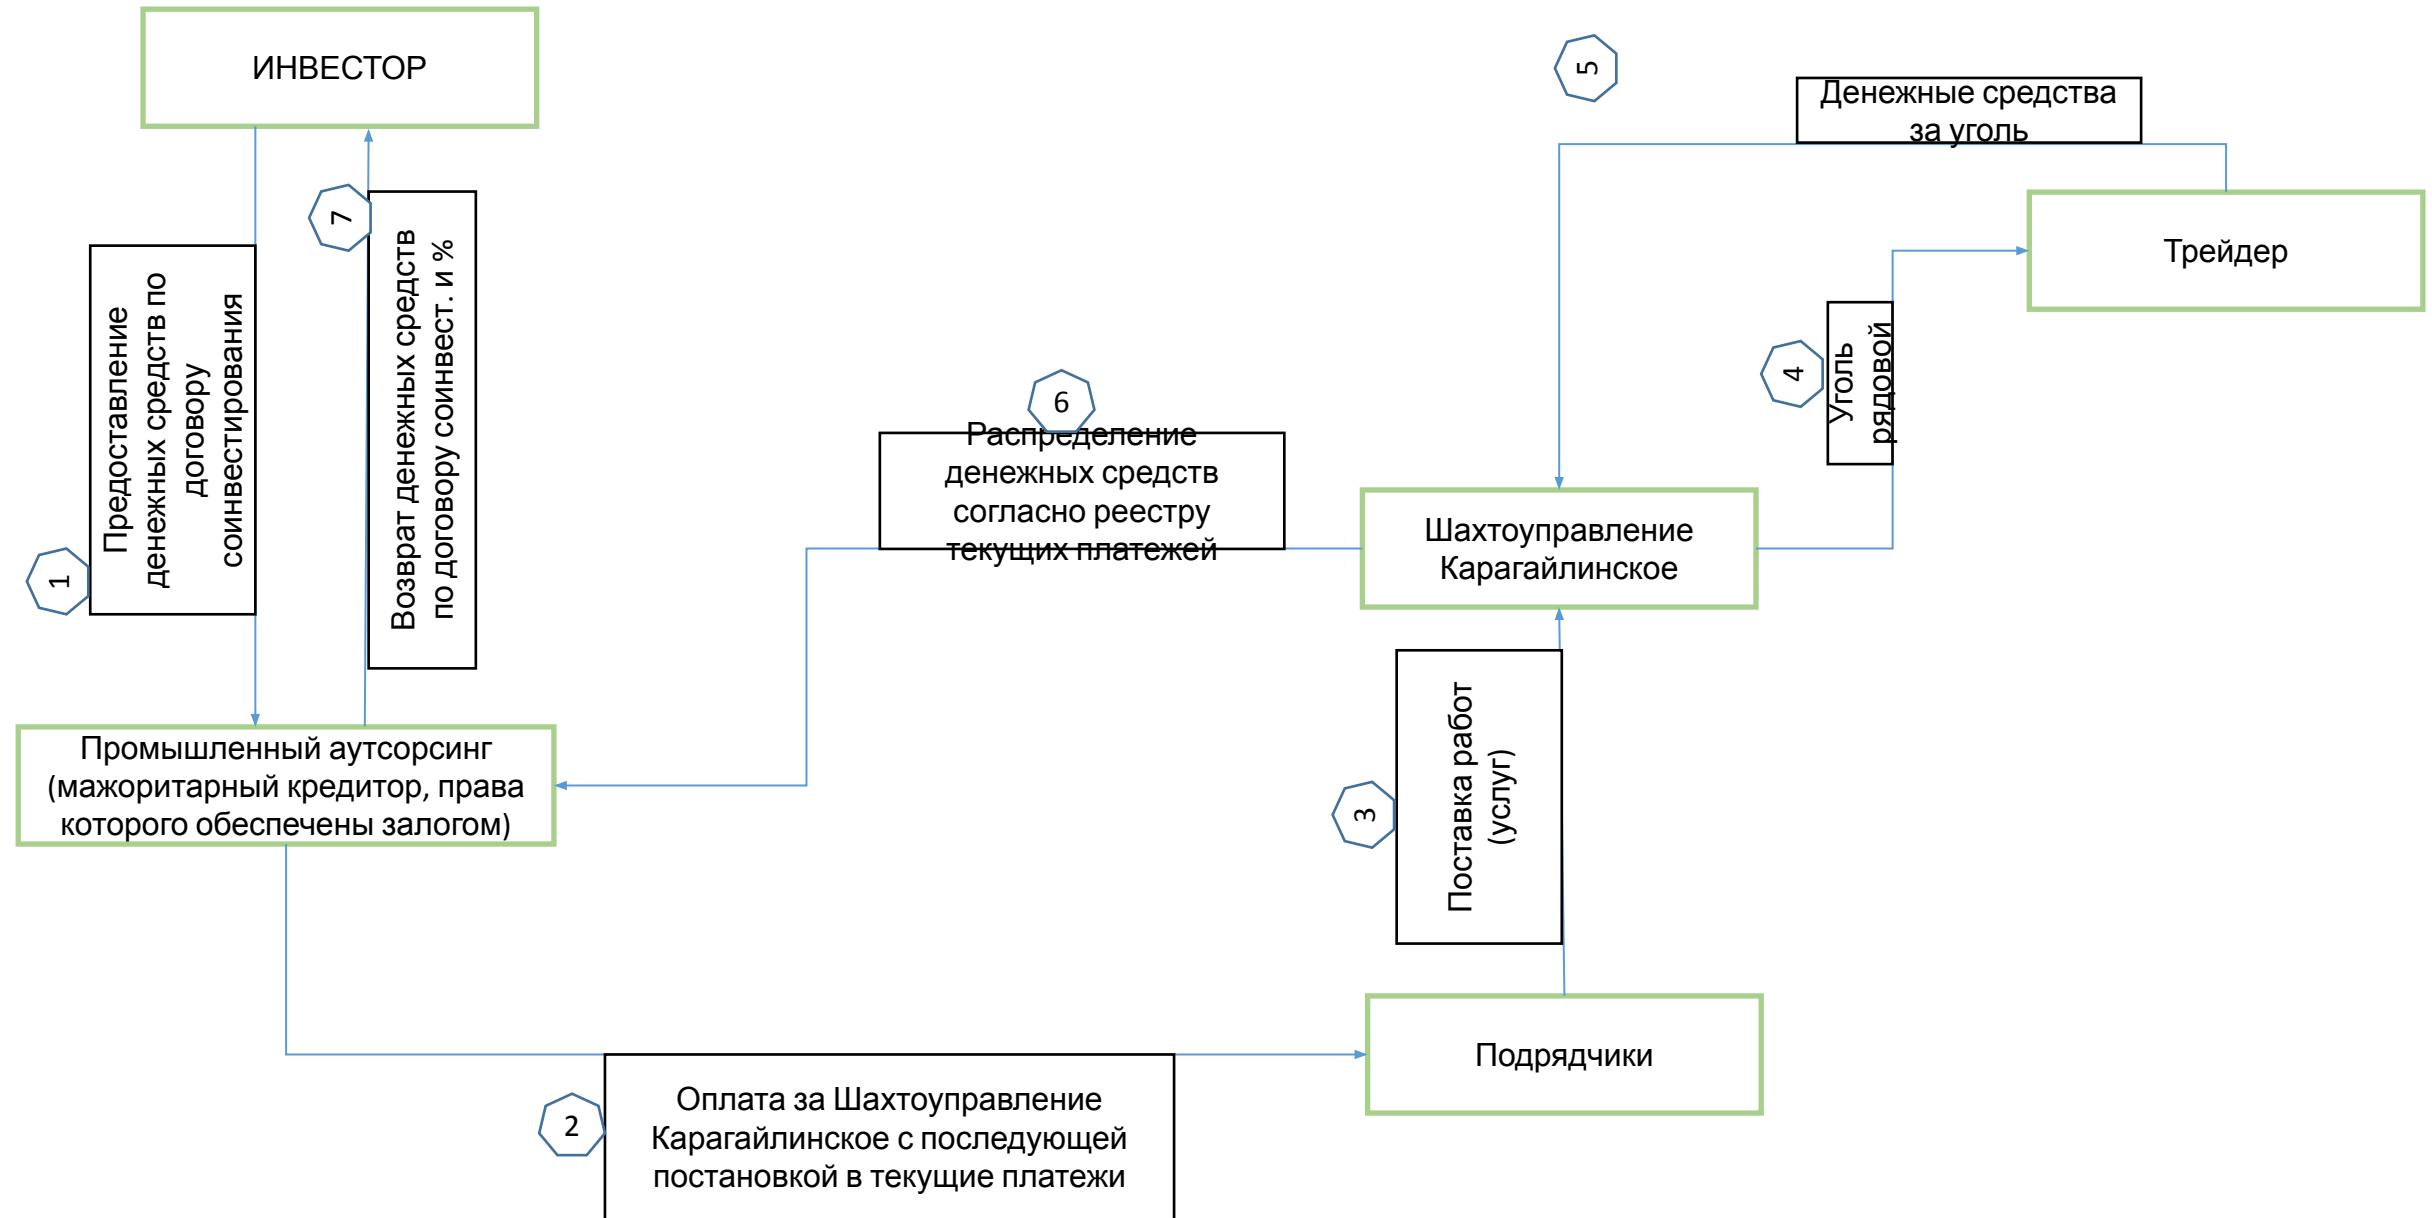 ИНВЕСТОР
5
Денежные средства
за уголь
7
Возврат денежных средств
по договору соинвест. и %
Трейдер
1
Предоставление
денежных средств по
договору
соинвестирования
4
Уголь
рядовой
6
Распределение
денежных средств
согласно реестру
текущих платежей
Шахтоуправление
Карагайлинское
Промышленный аутсорсинг
(мажоритарный кредитор, права
которого обеспечены залогом)
3
Поставка работ
(услуг)
Подрядчики
2
Оплата за Шахтоуправление
Карагайлинское с последующей
постановкой в текущие платежи